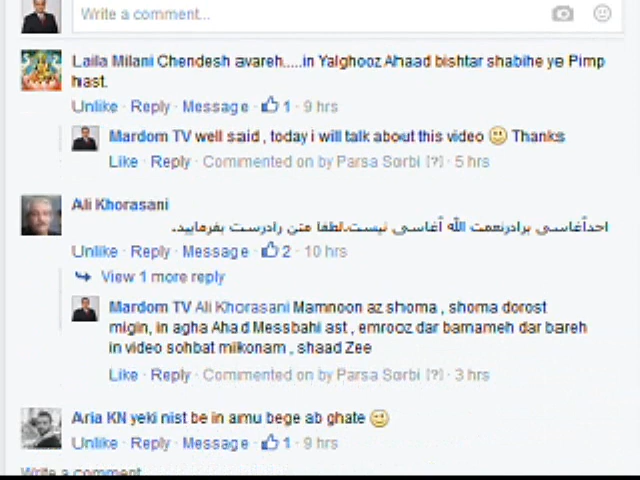 Write a comment...
Laila Milani Chendesh avareh.....in Yalghooz Ahaad bishtar shabihe ye Pimp
hast.
Unlike · Reply · Message · 1 · 9 hrs
Mardom TV well said , today i will talk about this video Thanks
Like · Reply · Commented on by Parsa Sorbi [?] · 5 hrs
Ali Khorasani
احدآغاسی برادرنعمت الله آغاسی نیست.لطفا متن رادرست بفرمایید.
Unlike · Reply · Message · 2 · 10 hrs
View 1 more reply
Mardom TV Ali Khorasani Mamnoon az shoma , shoma dorost
migin, in agha Ahad Messbahi ast , emrooz dar barnameh dar bareh
in video sohbat mikonam , shaad Zee
Like · Reply · Commented on by Parsa Sorbi [?] · 3 hrs
Aria KN yeki nist be in amu bege ab ghate
Unlike · Reply · Message · 1 · 9 hrs
Write a comment